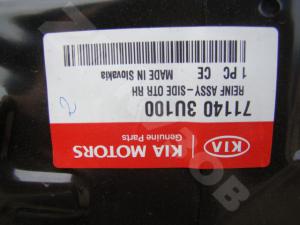 KIA
KIA MOTORS
Genuine Parts
71140 3U100
REINF ASSY-SIDE OTR RH
1 PC CE MADE IN Slovakia
2